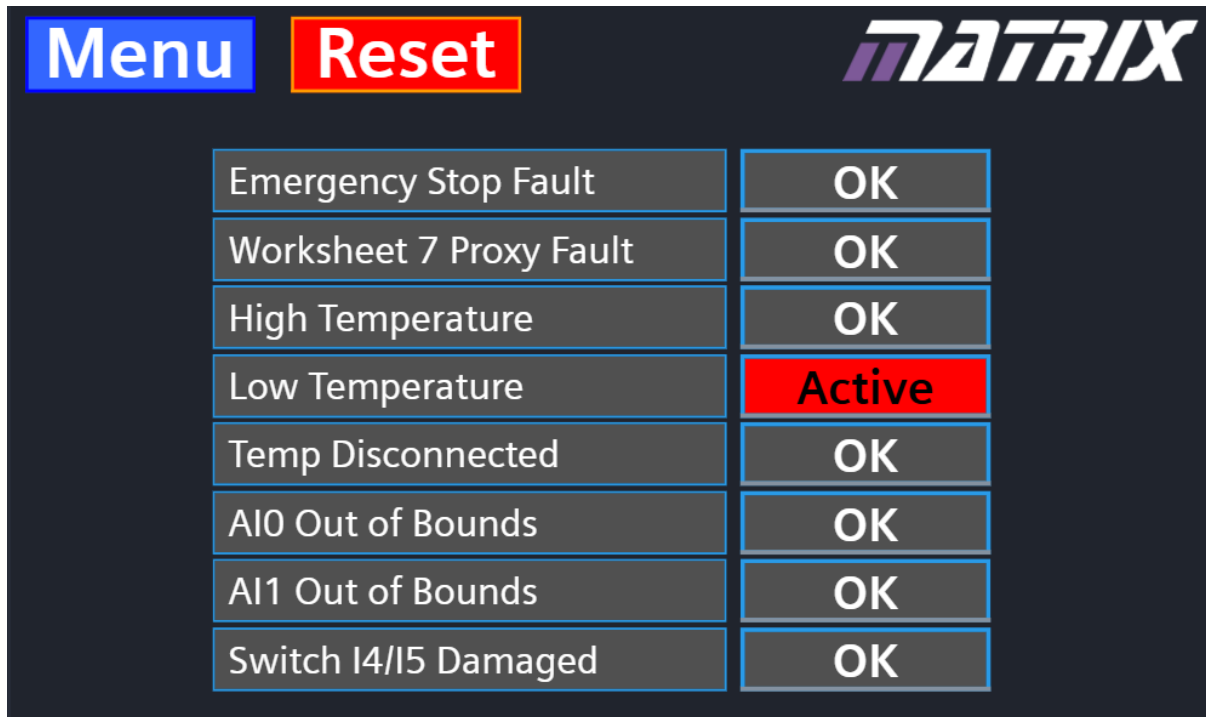 Menu Reset MATRIX
Emergency Stop Fault OK
Worksheet 7 Proxy Fault OK
High Temperature OK
Low Temperature Active
Temp Disconnected OK
AI0 Out of Bounds OK
AI1 Out of Bounds OK
Switch I4/I5 Damaged OK